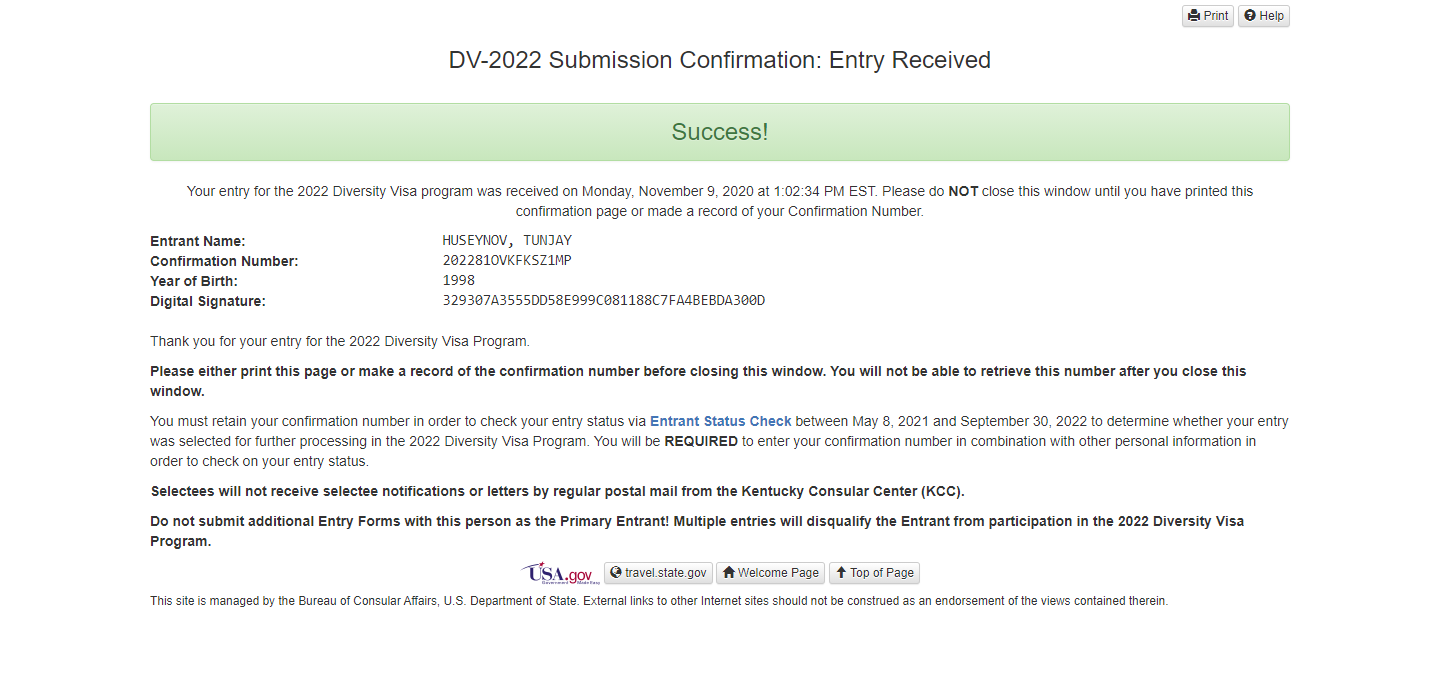 Print Help
DV-2022 Submission Confirmation: Entry Received
Success!
Your entry for the 2022 Diversity Visa program was received on Monday, November 9, 2020 at 1:02:34 PM EST. Please do NOT close this window until you have printed this
confirmation page or made a record of your Confirmation Number.
Entrant Name: HUSEYNOV, TUNJAY
Confirmation Number: 202281OVKFKSZ1MP
Year of Birth: 1998
Digital Signature: 329307A3555DD58E999C081188C7FA4BEBDA300D
Thank you for your entry for the 2022 Diversity Visa Program.
Please either print this page or make a record of the confirmation number before closing this window. You will not be able to retrieve this number after you close this
window.
You must retain your confirmation number in order to check your entry status via Entrant Status Check between May 8, 2021 and September 30, 2022 to determine whether your entry
was selected for further processing in the 2022 Diversity Visa Program. You will be REQUIRED to enter your confirmation number in combination with other personal information in
order to check on your entry status.
Selectees will not receive selectee notifications or letters by regular postal mail from the Kentucky Consular Center (KCC).
Do not submit additional Entry Forms with this person as the Primary Entrant! Multiple entries will disqualify the Entrant from participation in the 2022 Diversity Visa
Program.
USA.gov travel.state.gov Welcome Page Top of Page
Government Made Easy
This site is managed by the Bureau of Consular Affairs, U.S. Department of State. External links to other Internet sites should not be construed as an endorsement of the views contained therein.